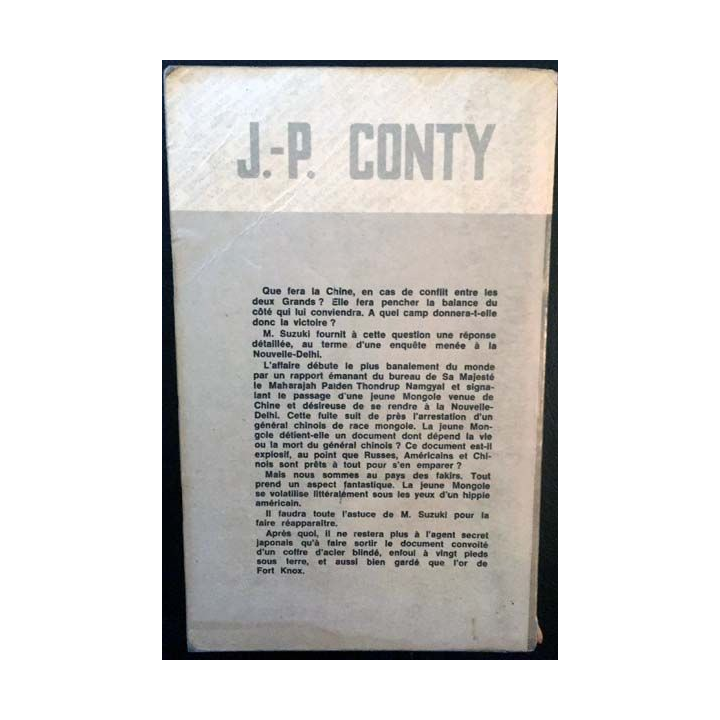 J.-P. CONTY
Que fera la Chine, en cas de conflit entre les
deux Grands ? Elle fera pencher la balance du
côté qui lui conviendra. A quel camp donnera-t-elle
donc la victoire ?
M. Suzuki fournit à cette question une réponse
détaillée, au terme d'une enquête menée à la
Nouvelle-Delhi.
L'affaire débute le plus banalement du monde
par un rapport émanant du bureau de Sa Majesté
le Maharajah Palden Thondrup Namgyal et signa-
lant le passage d'une jeune Mongole venue de
Chine et désireuse de se rendre à la Nouvelle-
Delhi. Cette fuite suit de près l'arrestation d'un
général chinois de race mongole. La jeune Mon-
gole détient-elle un document dont dépend la vie
ou la mort du général chinois ? Ce document est-il
explosif, au point que Russes, Américains et Chi-
nois sont prêts à tout pour s'en emparer ?
Mais nous sommes au pays des fakirs. Tout
prend un aspect fantastique. La jeune Mongole
se volatilise littéralement sous les yeux d'un hippie
américain.
Il faudra toute l'astuce de M. Suzuki pour la
faire réapparaître.
Après quoi, il ne restera plus à l'agent secret
japonais qu'à faire sortir le document convoité
d'un coffre d'acier blindé, enfoui à vingt pieds
sous terre, et aussi bien gardé que l'or de
Fort Knox.